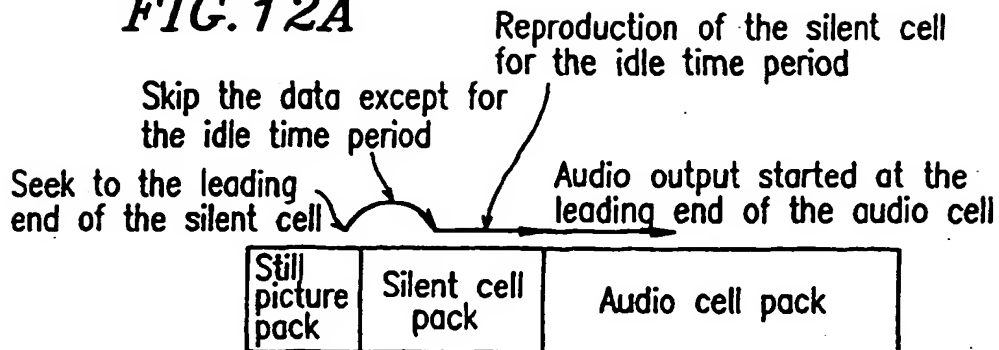 FIG. 12A
Reproduction of the silent cell
for the idle time period
Skip the data except for
the idle time period
Seek to the leading
end of the silent cell
Audio output started at the
leading end of the audio cell
Still
picture
pack
Silent cell
pack
Audio cell pack